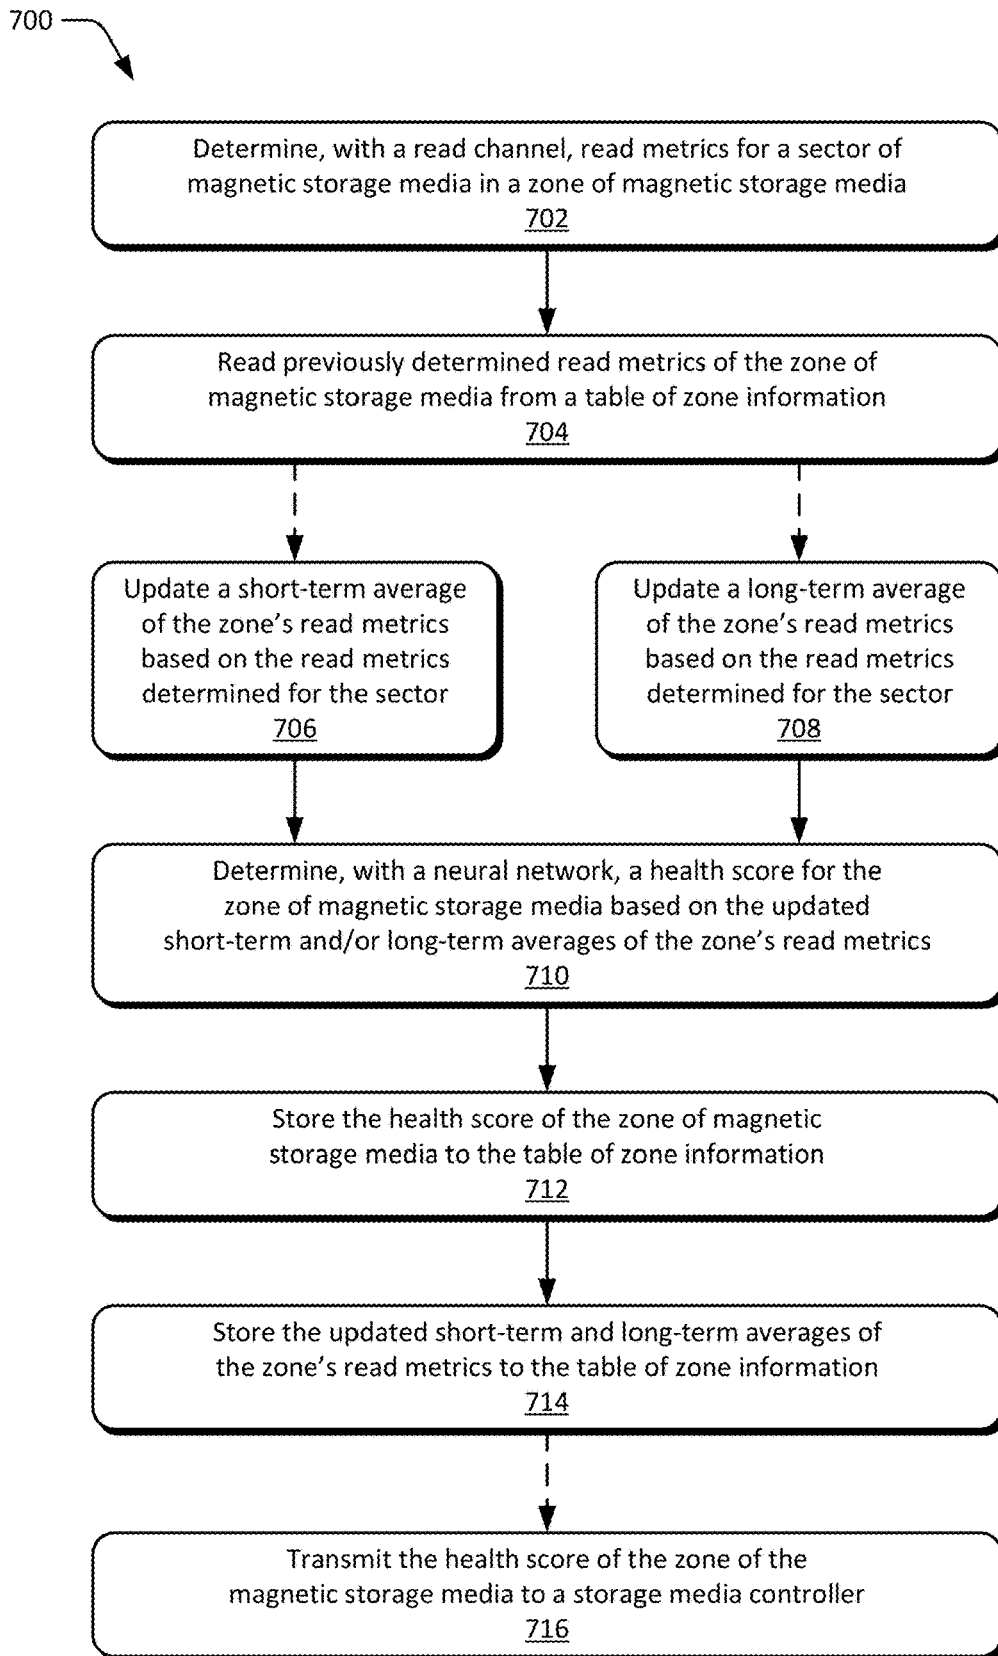 700
Determine, with a read channel, read metrics for a sector of
magnetic storage media in a zone of magnetic storage media
702
Read previously determined read metrics of the zone of
magnetic storage media from a table of zone information
704
Update a short-term average
of the zone's read metrics
based on the read metrics
determined for the sector
706
Update a long-term average
of the zone's read metrics
based on the read metrics
determined for the sector
708
Determine, with a neural network, a health score for the
zone of magnetic storage media based on the updated
short-term and/or long-term averages of the zone's read metrics
710
Store the health score of the zone of magnetic
storage media to the table of zone information
712
Store the updated short-term and long-term averages of
the zone's read metrics to the table of zone information
714
Transmit the health score of the zone of the
magnetic storage media to a storage media controller
716